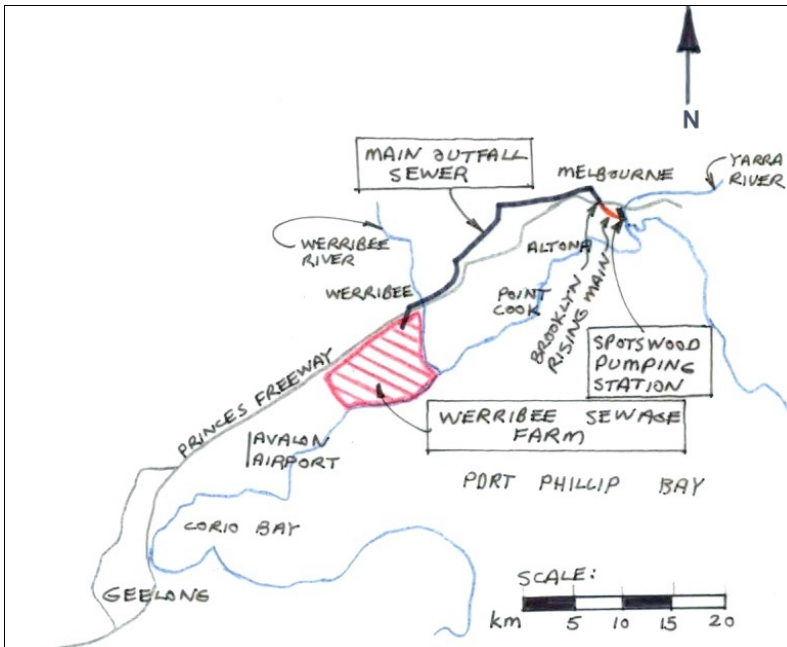 N
MAIN OUTFALL
SEWER
MELBOURNE
YARRA
RIVER
WERRIBEE
RIVER
ALTONA
WERRIBEE
POINT
COOK
BROOKLYN
RISING MAIN
SPOTSWOOD
PUMPING
STATION
PRINCES FREEWAY
WERRIBEE SEWAGE
FARM
AVALON
AIRPORT
PORT PHILLIP BAY
CORIO BAY
GEELONG
SCALE:
km 5 10 15 20